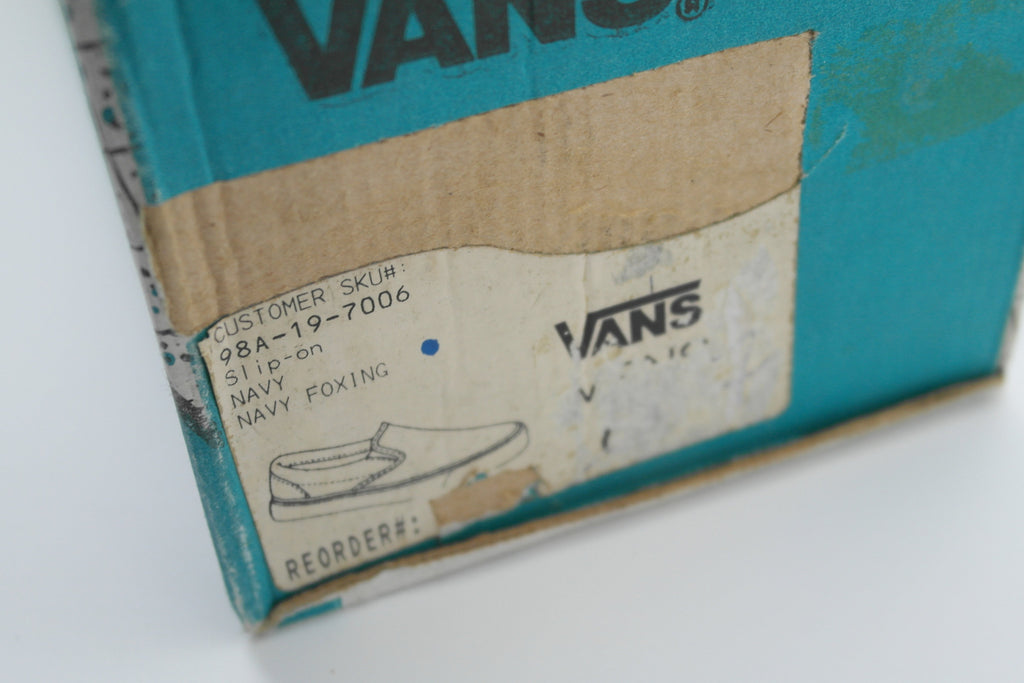 VANS®
CUSTOMER SKU#:
98A-19-7006
Slip-on
NAVY
NAVY FOXING
VANS
V
REORDER#: